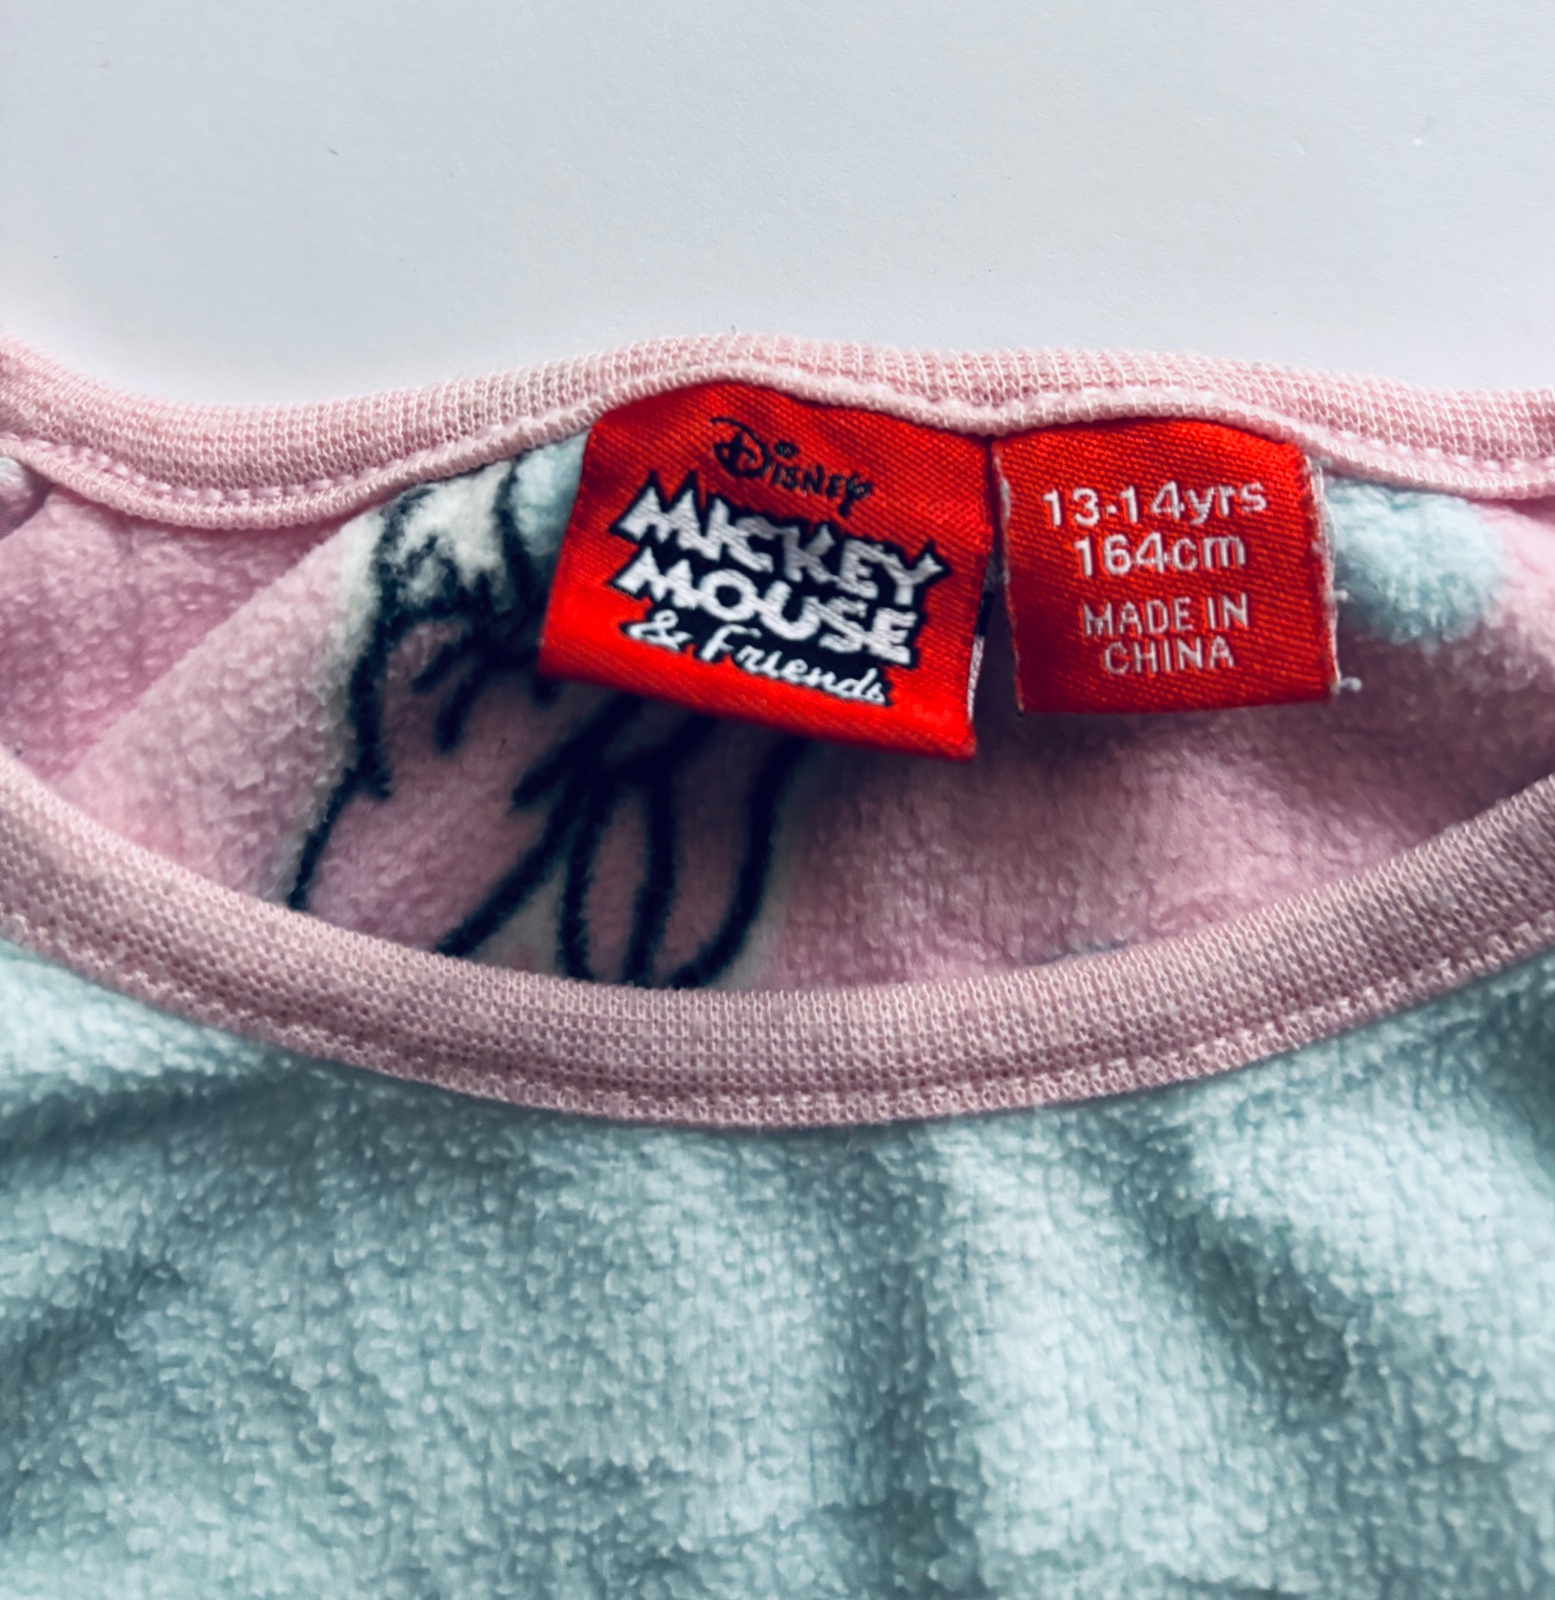 Disney
MICKEY
MOUSE
& Friends
13-14yrs
164cm
MADE IN
CHINA